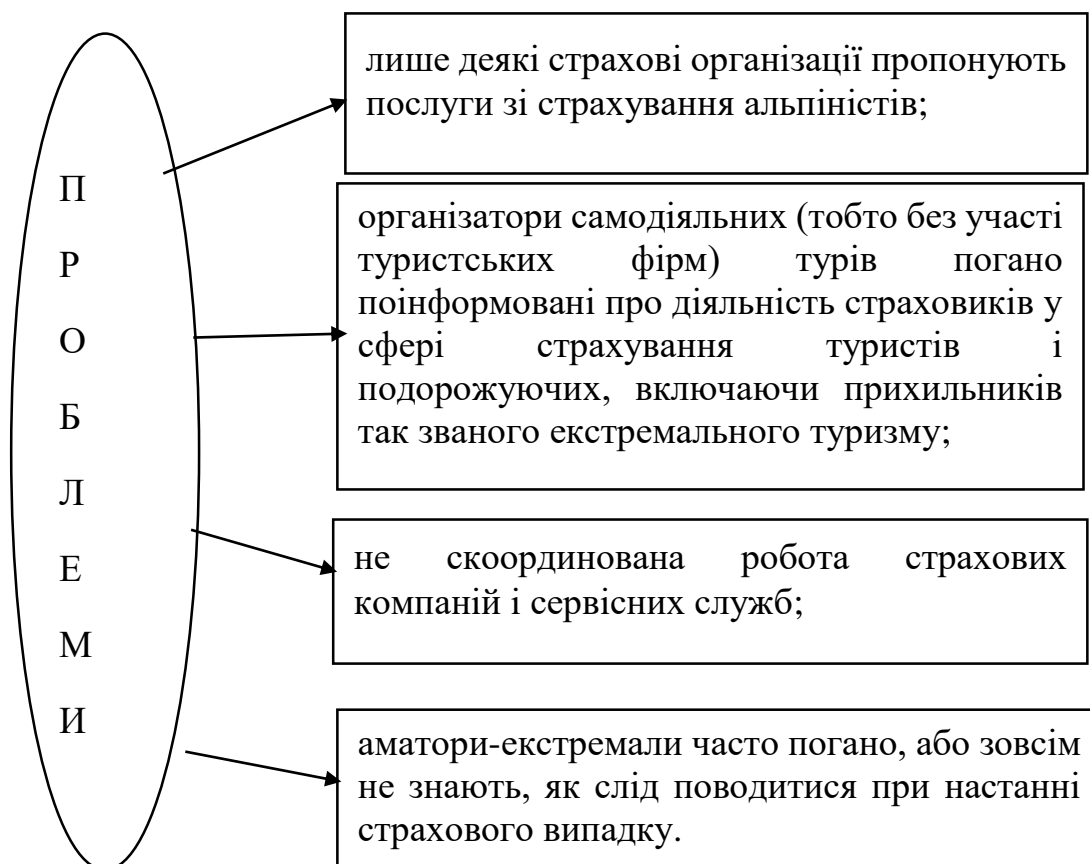 П
Р
О
Б
Л
Е
М
И
лише деякі страхові організації пропонують
послуги зі страхування альпіністів;
організатори самодіяльних (тобто без участі
туристських фірм) турів погано
поінформовані про діяльність страховиків у
сфері страхування туристів і
подорожуючих, включаючи прихильників
так званого екстремального туризму;
не скоординована робота страхових
компаній і сервісних служб;
аматори-екстремали часто погано, або зовсім
не знають, як слід поводитися при настанні
страхового випадку.